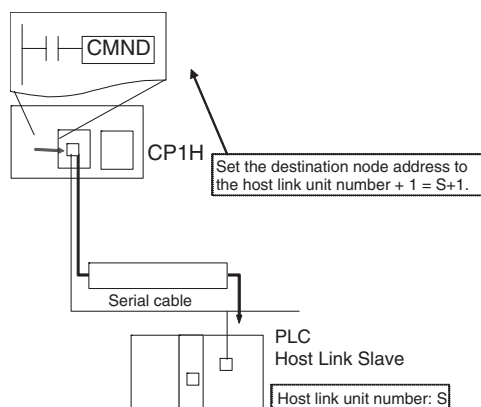 CMND
CP1H
Set the destination node address to
the host link unit number + 1 = S+1.
Serial cable
PLC
Host Link Slave
Host link unit number: S